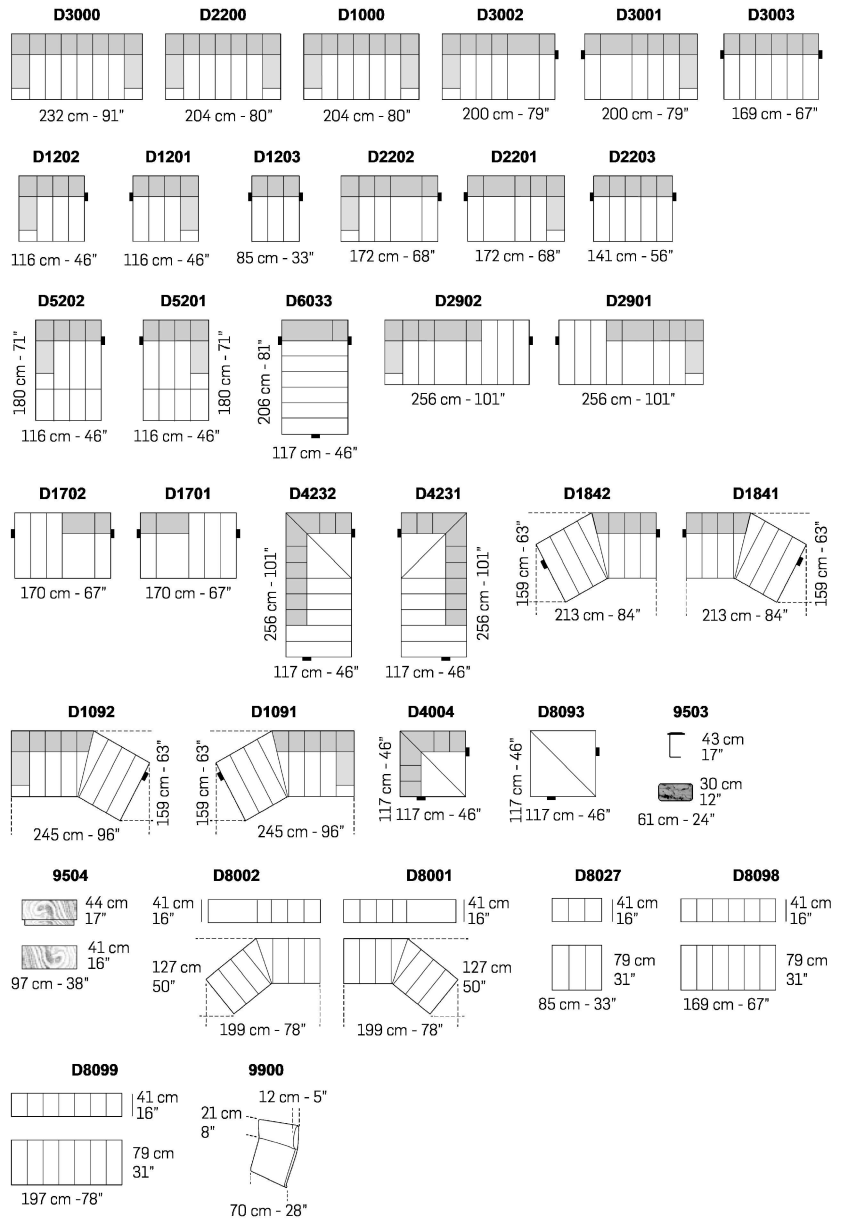 D3000 D2200 D1000 D3002 D3001 D3003
232 cm - 91" 204 cm - 80" 204 cm - 80" 200 cm - 79" 200 cm - 79" 169 cm - 67"
D1202 D1201 D1203 D2202 D2201 D2203
116 cm - 46" 116 cm - 46" 85 cm - 33" 172 cm - 68" 172 cm - 68" 141 cm - 56"
D5202 D5201 D6033 D2902 D2901
180 cm - 71" 180 cm - 71" 206 cm - 81"
256 cm - 101" 256 cm - 101"
116 cm - 46" 116 cm - 46"
117 cm - 46"
D1702 D1701 D4232 D4231 D1842 D1841
256 cm - 101" 256 cm - 101" 159 cm - 63" 159 cm - 63"
170 cm - 67" 170 cm - 67"
213 cm - 84" 213 cm - 84"
117 cm - 46" 117 cm - 46"
D1092 D1091 D4004 D8093 9503
159 cm - 63" 159 cm - 63" 117 cm - 46" 117 cm - 46"
43 cm
17"
30 cm
12"
245 cm - 96" 245 cm - 96" 117 cm - 46" 117 cm - 46" 61 cm - 24"
9504 D8002 D8001 D8027 D8098
44 cm 41 cm 41 cm 41 cm 41 cm
17" 16" 16" 16" 16"
41 cm 127 cm 127 cm 79 cm 79 cm
16" 50" 50" 31" 31"
97 cm - 38" 199 cm - 78" 199 cm - 78" 85 cm - 33" 169 cm - 67"
D8099 9900
41 cm 12 cm - 5"
16" 21 cm
8"
79 cm
31"
197 cm -78" 70 cm - 28"